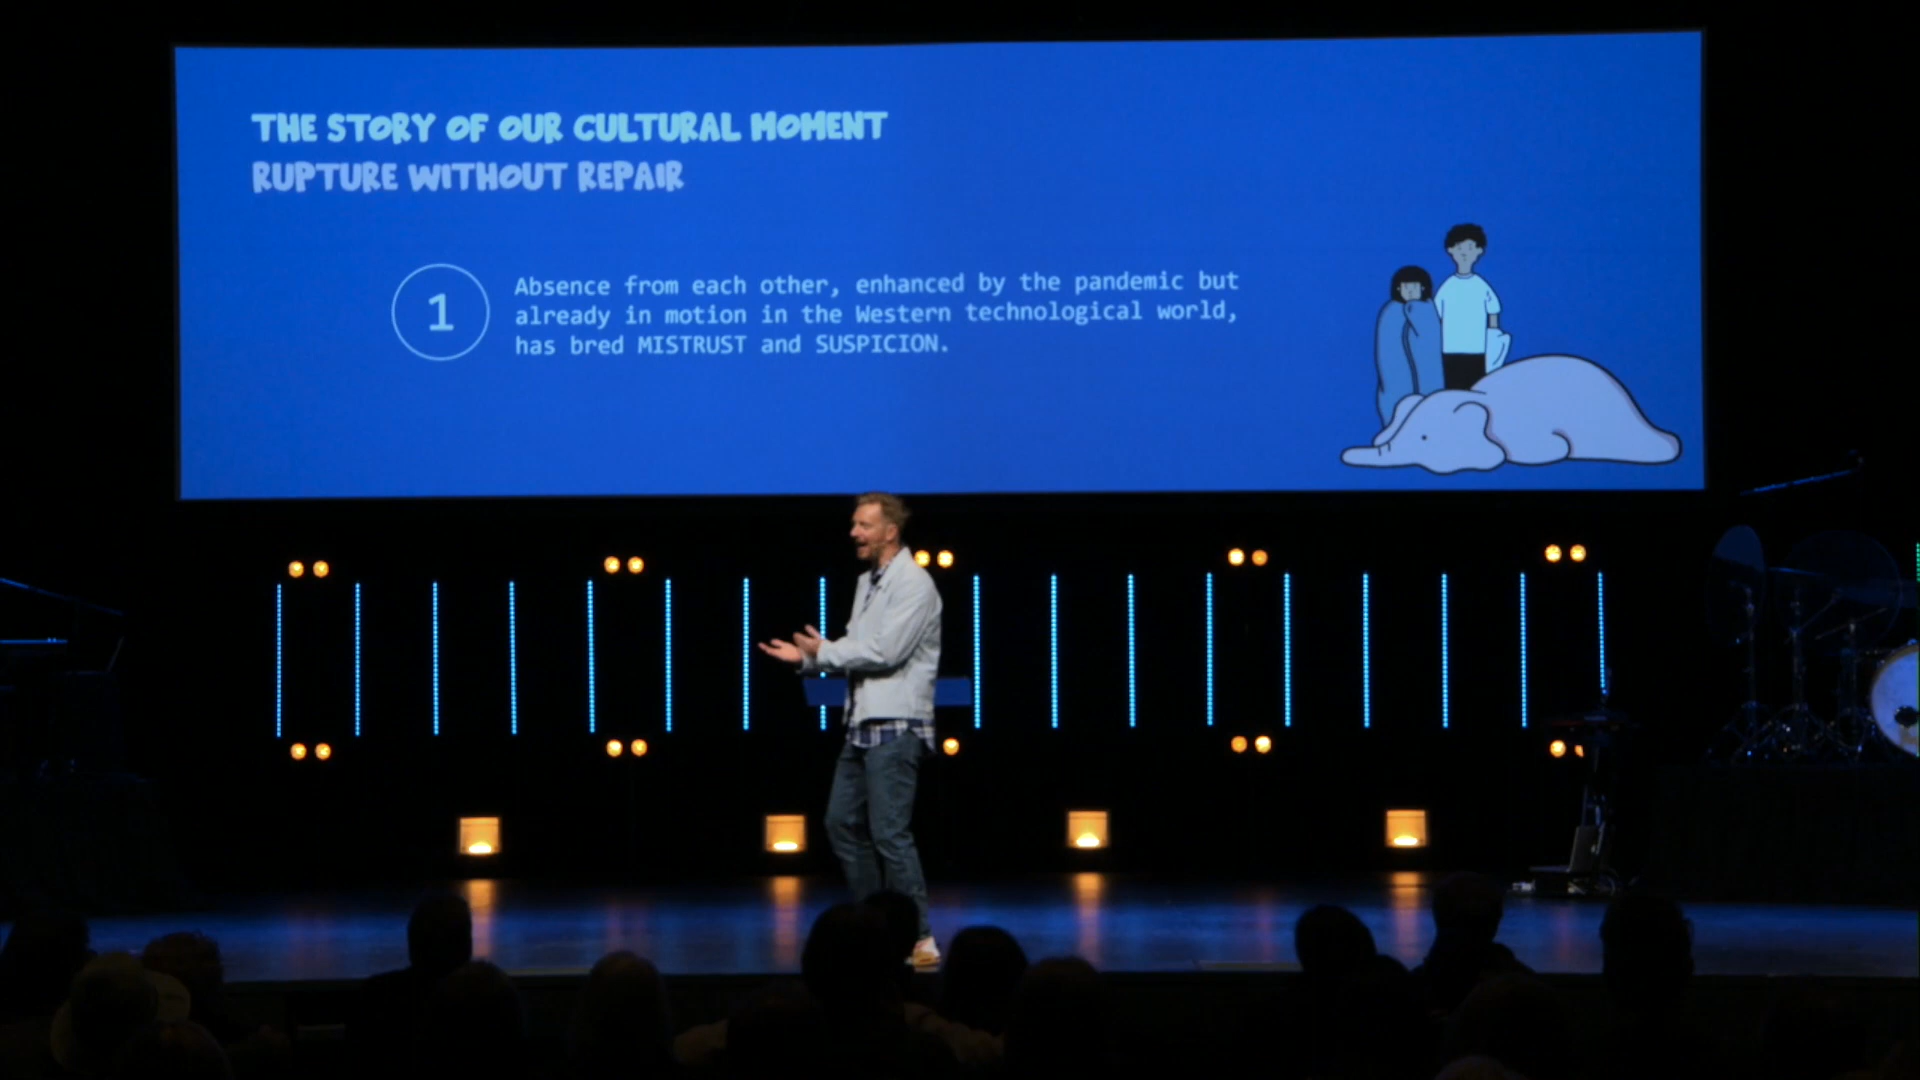 THE STORY OF OUR CULTURAL MOMENT
RUPTURE WITHOUT REPAIR
1
Absence from each other, enhanced by the pandemic but
already in motion in the Western technological world,
has bred MISTRUST and SUSPICION.